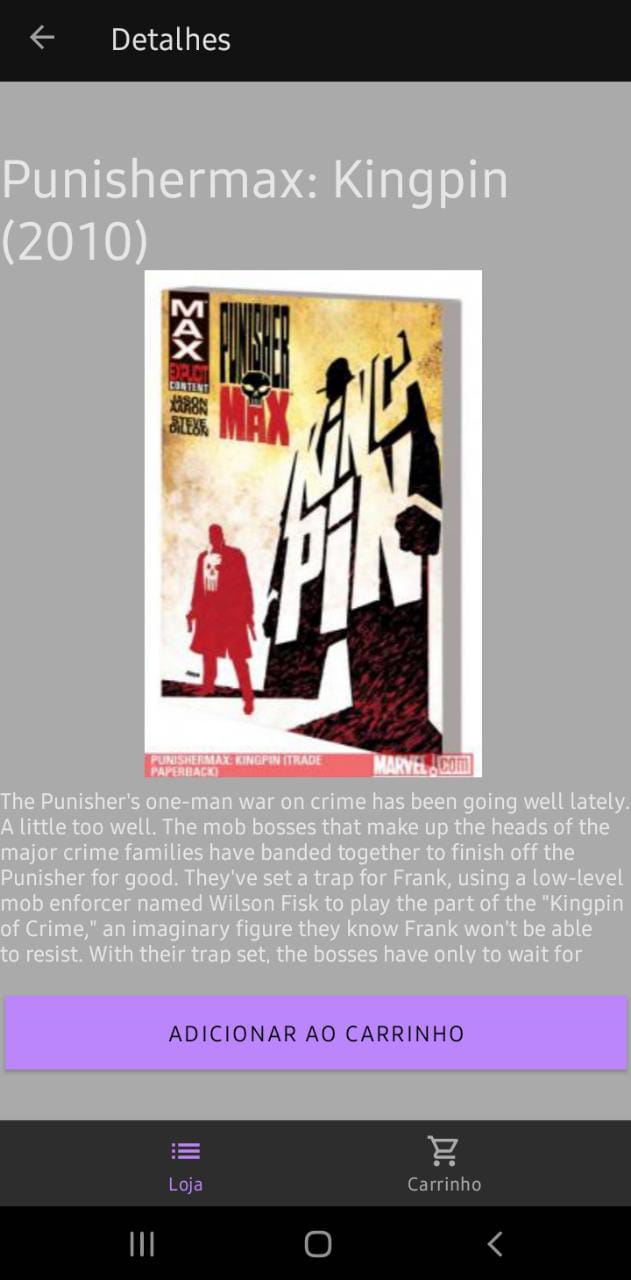 Detalhes
Punishermax: Kingpin
(2010)
MAX
EXPLICIT
CONTENT
JASON
AARON
STEVE
DILLON
PUNISHER
MAX
KiNG
PiN
PUNISHERMAX: KINGPIN (TRADE
PAPERBACK)
MARVEL.com
The Punisher's one-man war on crime has been going well lately.
A little too well. The mob bosses that make up the heads of the
major crime families have banded together to finish off the
Punisher for good. They've set a trap for Frank, using a low-level
mob enforcer named Wilson Fisk to play the part of the "Kingpin
of Crime," an imaginary figure they know Frank won't be able
to resist. With their trap set, the bosses have only to wait for
ADICIONAR AO CARRINHO
Loja
Carrinho